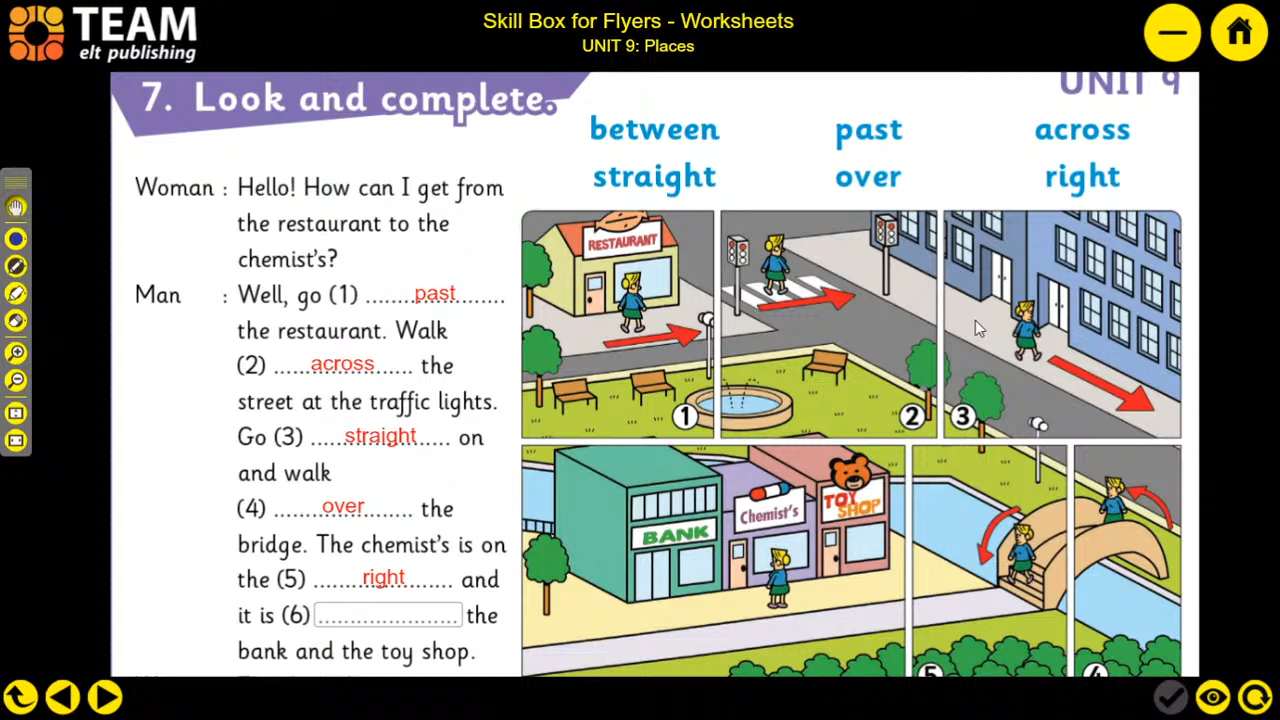 TEAM
elt publishing
Skill Box for Flyers - Worksheets
UNIT 9: Places
7. Look and complete.
UNIT 9
between past across
straight over right
Woman : Hello! How can I get from
the restaurant to the
chemist's?
Man : Well, go (1) ........past........
the restaurant. Walk
(2) ......across...... the
street at the traffic lights.
Go (3) ......straight...... on
and walk
(4) ........over........ the
bridge. The chemist's is on
the (5) ........right........ and
it is (6) ...................... the
bank and the toy shop.
RESTAURANT
1
2
3
BANK
Chemist's
TOY
SHOP
5
4